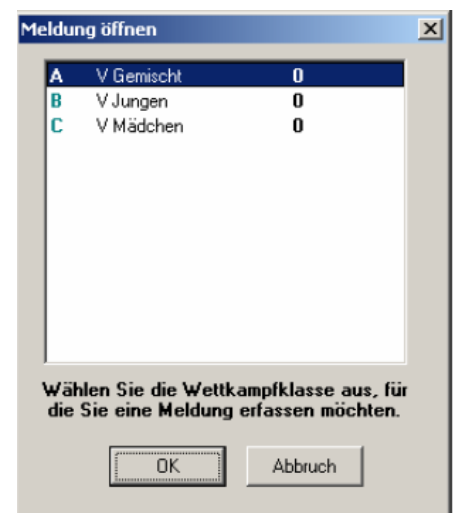 Meldung öffnen
A V Gemischt 0
B V Jungen 0
C V Mädchen 0
Wählen Sie die Wettkampfklasse aus, für
die Sie eine Meldung erfassen möchten.
OK Abbruch